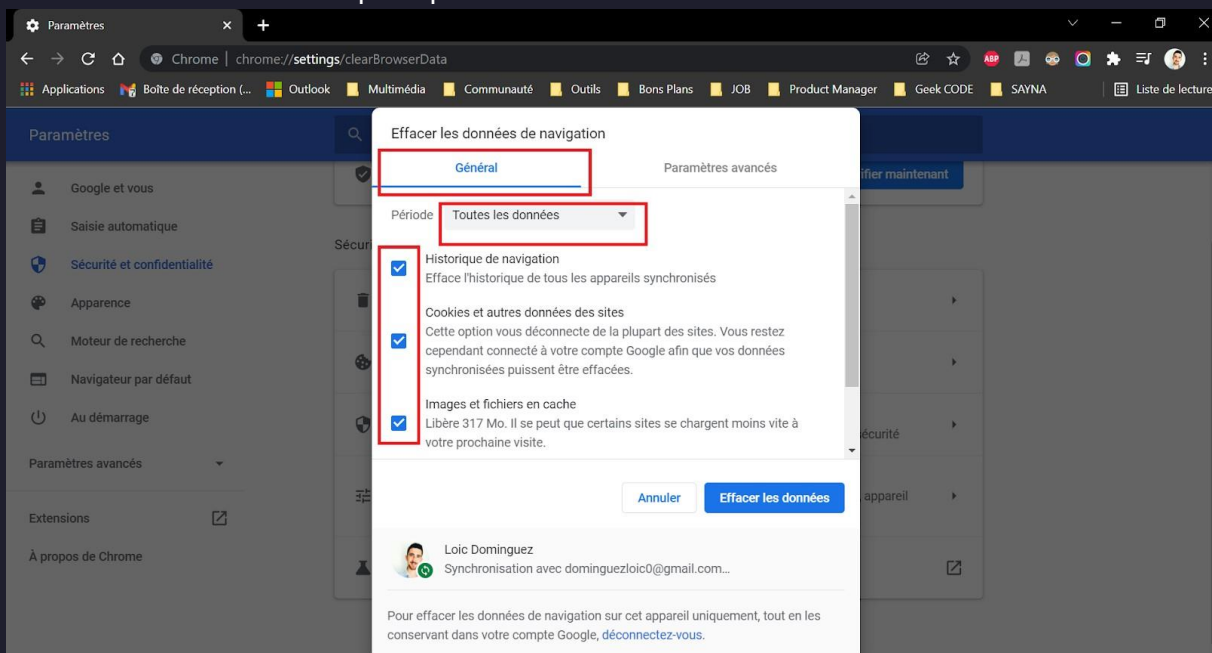 Paramètres
Chrome | chrome://settings/clearBrowserData
Applications Boîte de réception (... Outlook Multimédia Communauté Outils Bons Plans JOB Product Manager Geek CODE SAYNA Liste de lecture
Paramètres
Google et vous
Saisie automatique
Sécurité et confidentialité
Apparence
Moteur de recherche
Navigateur par défaut
Au démarrage
Paramètres avancés
Extensions
À propos de Chrome
Effacer les données de navigation
Général Paramètres avancés
Période Toutes les données
Historique de navigation
Efface l'historique de tous les appareils synchronisés
Cookies et autres données des sites
Cette option vous déconnecte de la plupart des sites. Vous restez
cependant connecté à votre compte Google afin que vos données
synchronisées puissent être effacées.
Images et fichiers en cache
Libère 317 Mo. Il se peut que certains sites se chargent moins vite à
votre prochaine visite.
Annuler Effacer les données
Loic Dominguez
Synchronisation avec dominguezloic0@gmail.com...
Pour effacer les données de navigation sur cet appareil uniquement, tout en les
conservant dans votre compte Google, déconnectez-vous.
Sécuri
ifier maintenant
écurité
appareil
ABP